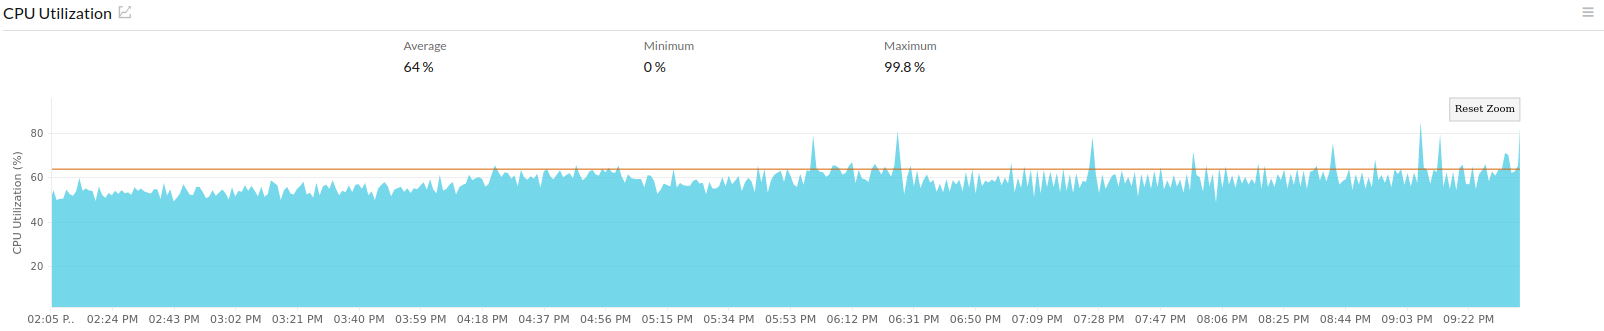 CPU Utilization
Average Minimum Maximum
64 % 0 % 99.8 %
Reset Zoom
CPU Utilization (%)
80
60
40
20
02:05 P.. 02:24 PM 02:43 PM 03:02 PM 03:21 PM 03:40 PM 03:59 PM 04:18 PM 04:37 PM 04:56 PM 05:15 PM 05:34 PM 05:53 PM 06:12 PM 06:31 PM 06:50 PM 07:09 PM 07:28 PM 07:47 PM 08:06 PM 08:25 PM 08:44 PM 09:03 PM 09:22 PM